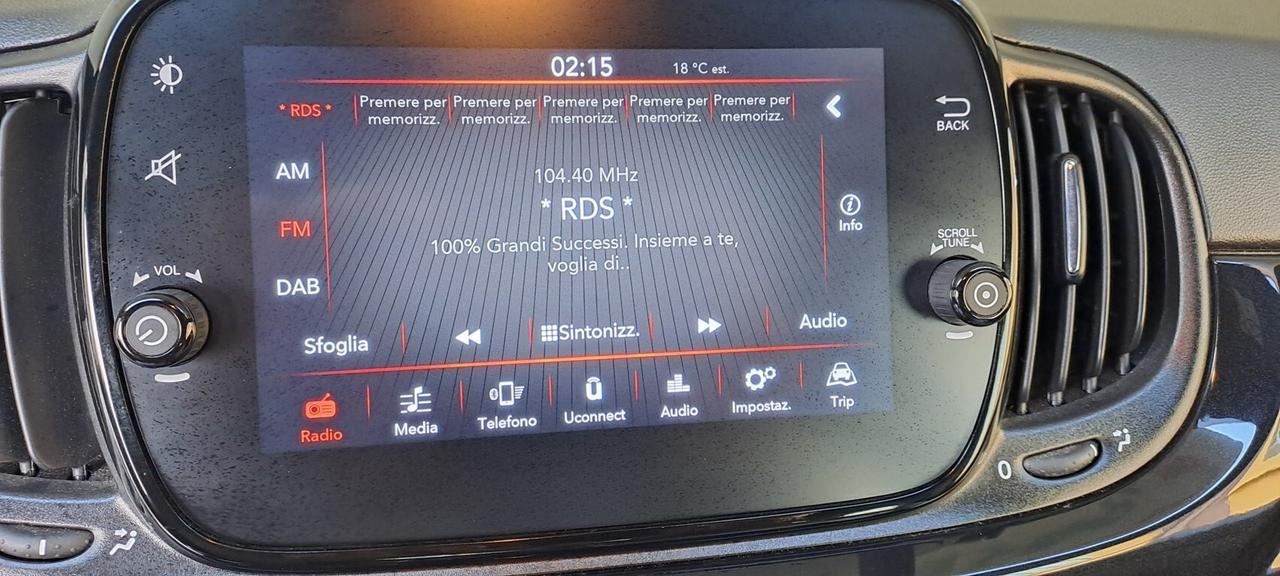 02:15 18 °C est.
* RDS * Premere per memorizz. Premere per memorizz. Premere per memorizz. Premere per memorizz. Premere per memorizz.
BACK
AM
104.40 MHz
* RDS *
Info
FM
100% Grandi Successi. Insieme a te,
voglia di..
SCROLL
TUNE
VOL
DAB
Sfoglia Sintonizz. Audio
Radio Media Telefono Uconnect Audio Impostaz. Trip
0